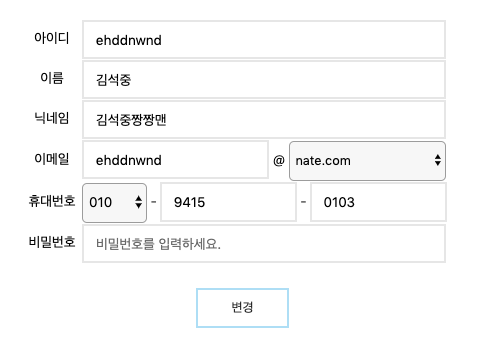 아이디 ehddnwnd
이름 김석중
닉네임 김석중짱짱맨
이메일 ehddnwnd @ nate.com
휴대번호 010 - 9415 - 0103
비밀번호 비밀번호를 입력하세요.
변경